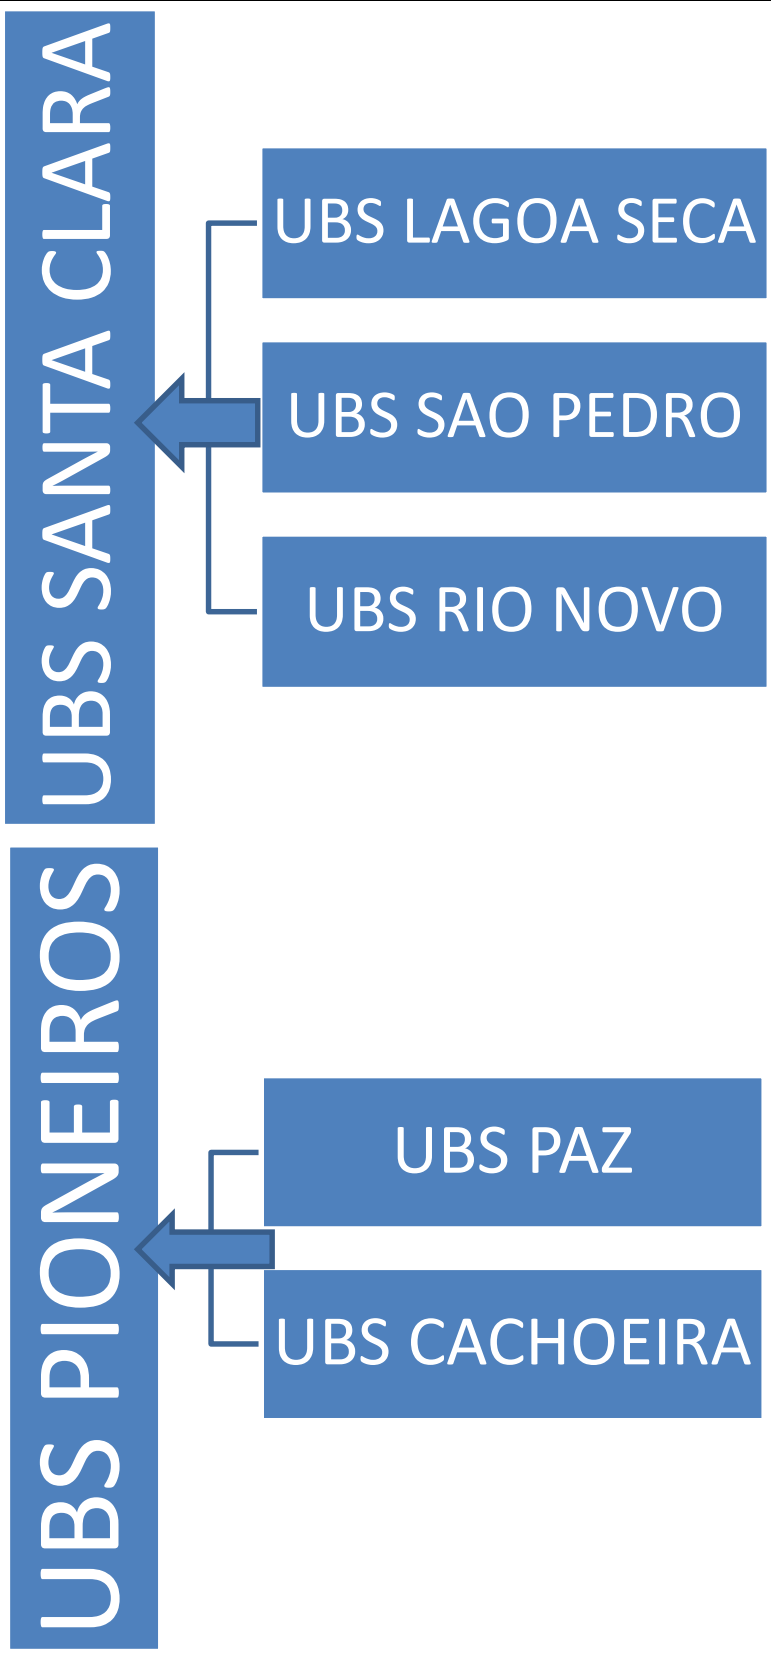 UBS SANTA CLARA
UBS LAGOA SECA
UBS SAO PEDRO
UBS RIO NOVO
UBS PIONEIROS
UBS PAZ
UBS CACHOEIRA